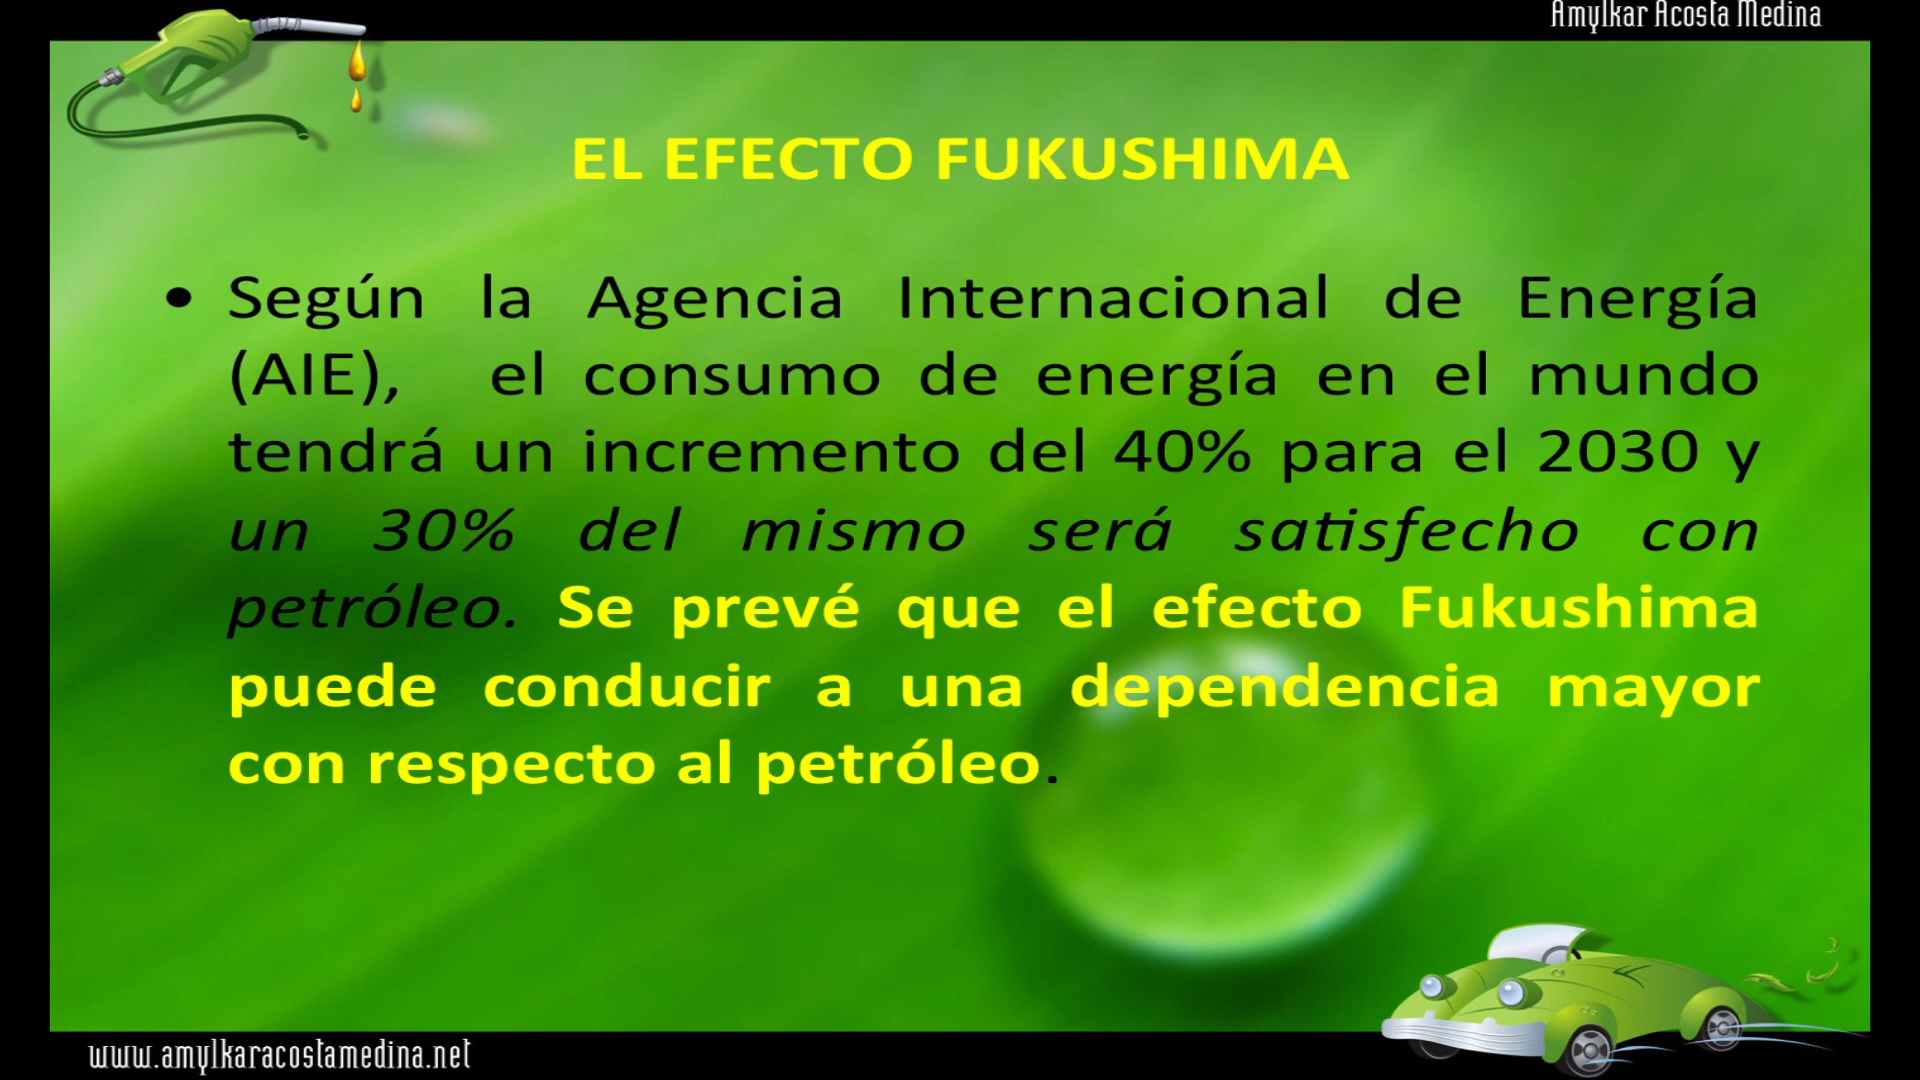 Amylkar Acosta Medina
EL EFECTO FUKUSHIMA
• Según la Agencia Internacional de Energía
(AIE), el consumo de energía en el mundo
tendrá un incremento del 40% para el 2030 y
un 30% del mismo será satisfecho con
petróleo. Se prevé que el efecto Fukushima
puede conducir a una dependencia mayor
con respecto al petróleo.
www.amylkaracostamedina.net